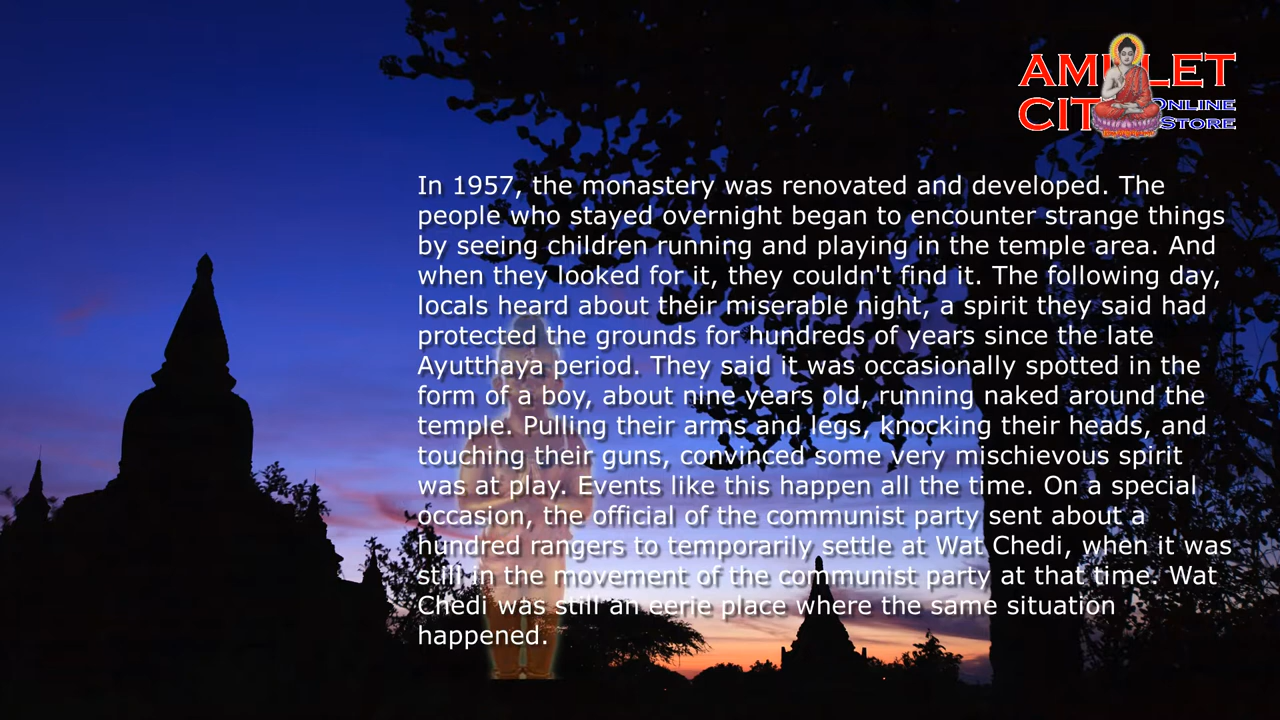 AMULET
CITY ONLINE
STORE
In 1957, the monastery was renovated and developed. The
people who stayed overnight began to encounter strange things
by seeing children running and playing in the temple area. And
when they looked for it, they couldn't find it. The following day,
locals heard about their miserable night, a spirit they said had
protected the grounds for hundreds of years since the late
Ayutthaya period. They said it was occasionally spotted in the
form of a boy, about nine years old, running naked around the
temple. Pulling their arms and legs, knocking their heads, and
touching their guns, convinced some very mischievous spirit
was at play. Events like this happen all the time. On a special
occasion, the official of the communist party sent about a
hundred rangers to temporarily settle at Wat Chedi, when it was
still in the movement of the communist party at that time. Wat
Chedi was still an eerie place where the same situation
happened.